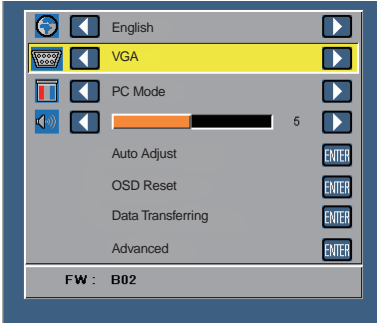 English
VGA
PC Mode
5
Auto Adjust ENTER
OSD Reset ENTER
Data Transferring ENTER
Advanced ENTER
FW : B02